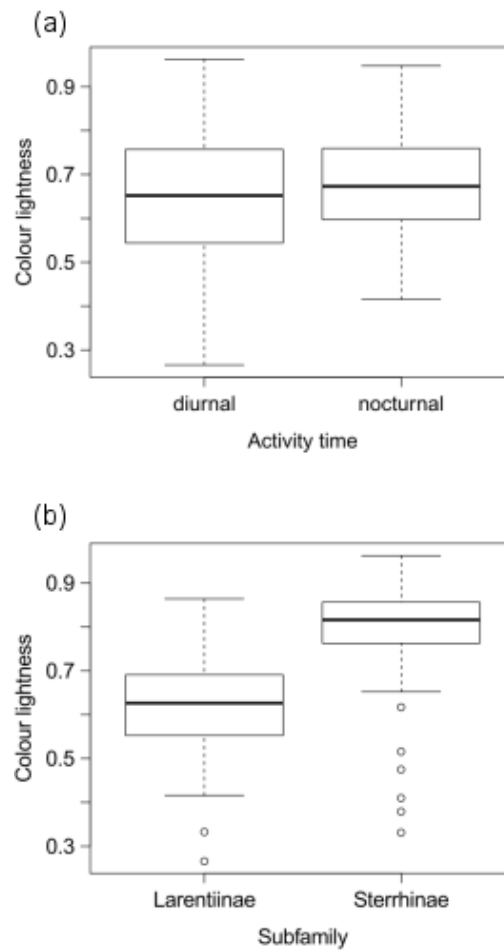 (a)
Colour lightness
0.9
0.7
0.5
0.3
diurnal nocturnal
Activity time
(b)
Colour lightness
0.9
0.7
0.5
0.3
Larentiinae Sterrhinae
Subfamily